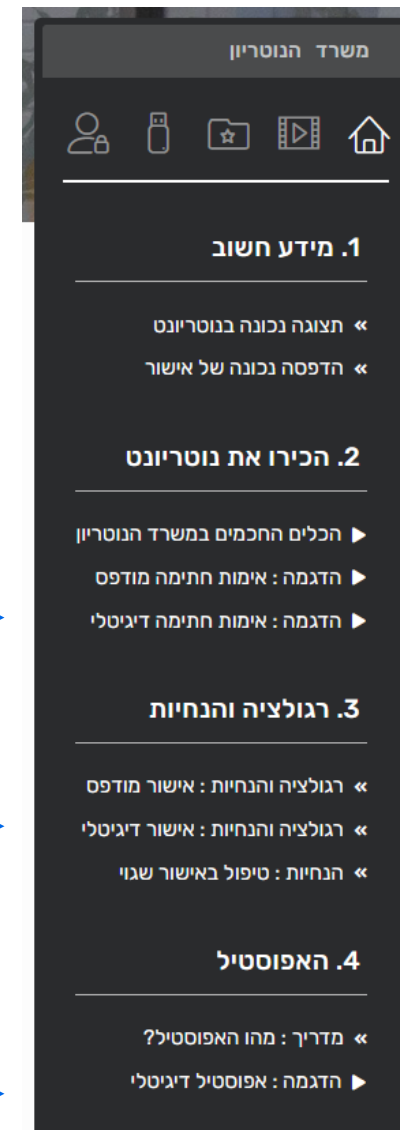 משרד הנוטריון
1. מידע חשוב
» תצוגה נכונה בנוטריונט
» הדפסה נכונה של אישור
2. הכירו את נוטריונט
הכלים החכמים במשרד הנוטריון
הדגמה : אימות חתימה מודפס
הדגמה : אימות חתימה דיגיטלי
3. רגולציה והנחיות
» רגולציה והנחיות : אישור מודפס
» רגולציה והנחיות : אישור דיגיטלי
» הנחיות : טיפול באישור שגוי
4. האפוסטיל
» מדריך : מהו האפוסטיל?
הדגמה : אפוסטיל דיגיטלי